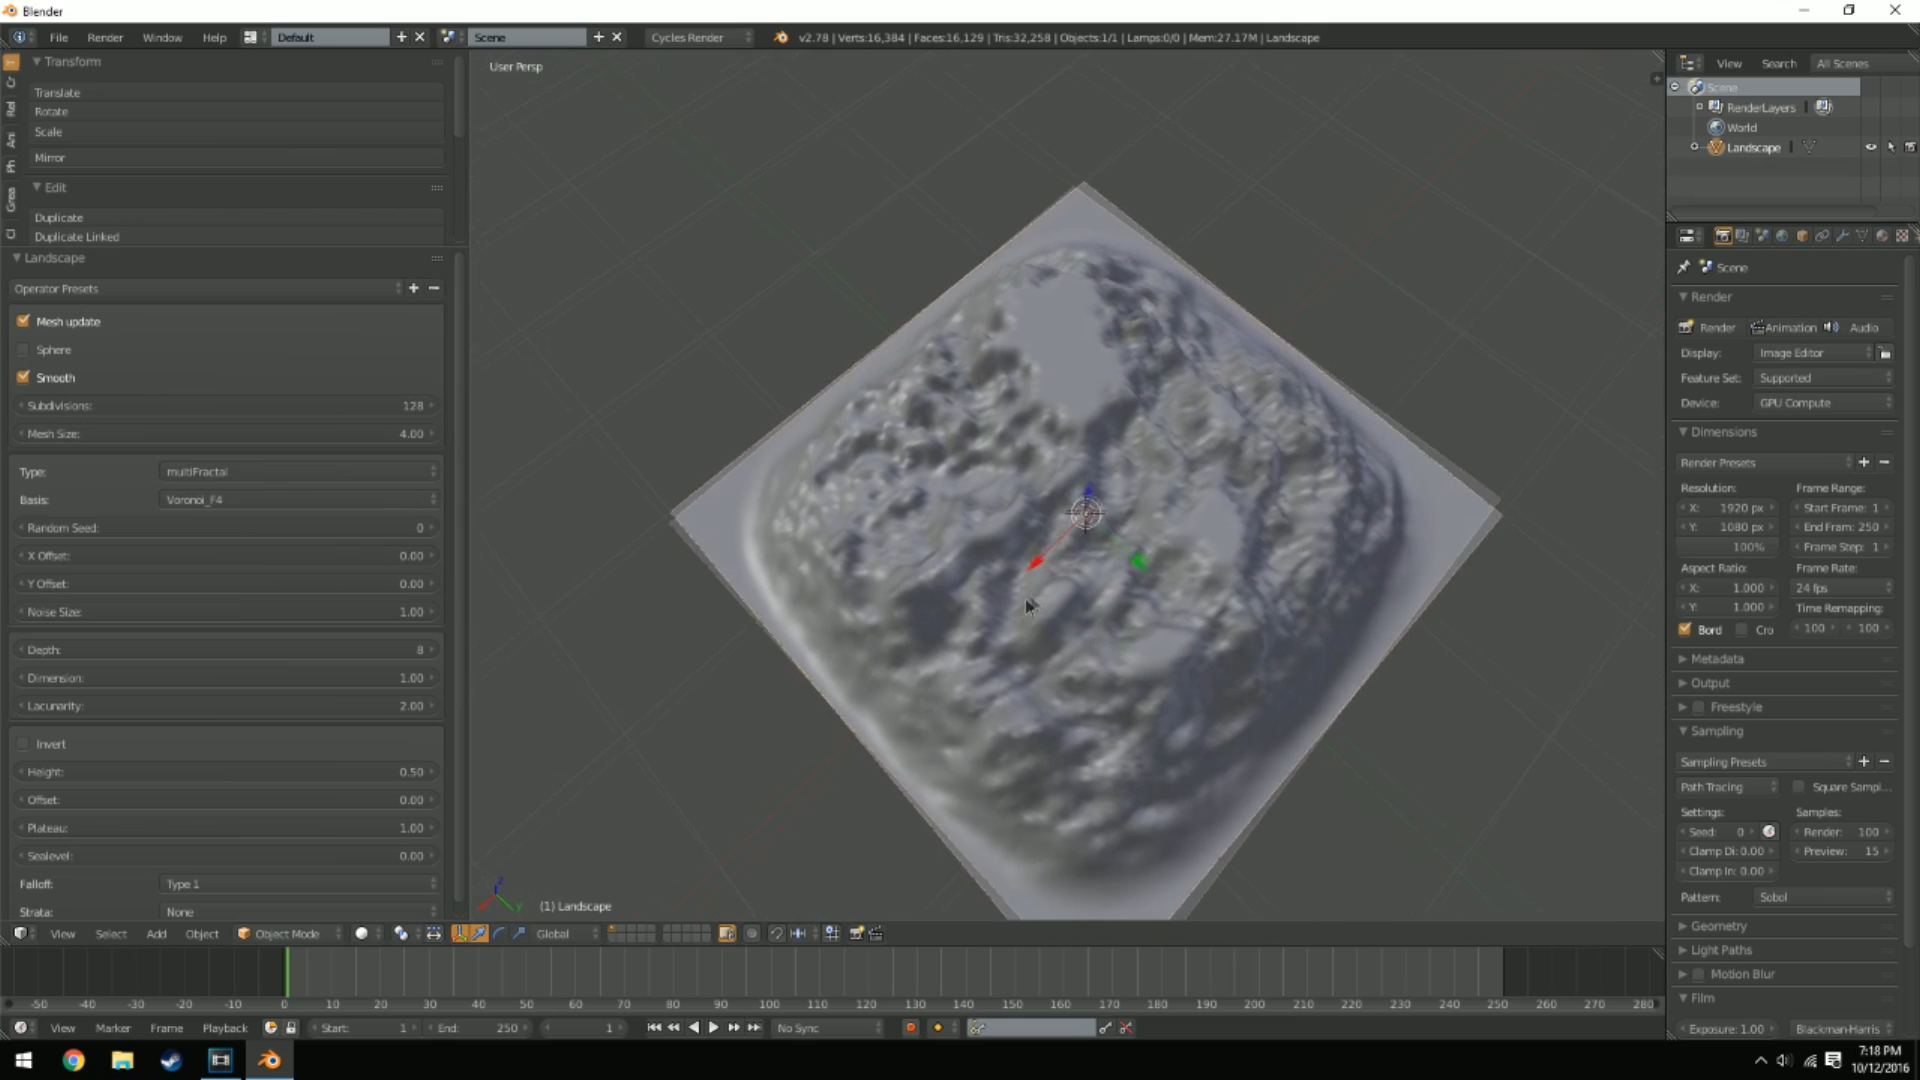 Blender
File Render Window Help Default Scene Cycles Render v2.78 | Verts:16,384 | Faces:16,129 | Tris:32,258 | Objects:1/1 | Lamps:0/0 | Mem:27.17M | Landscape
Transform
Translate
Rotate
Scale
Mirror
Edit
Duplicate
Duplicate Linked
Rel
Ani
Grea
Landscape
Operator Presets
Mesh update
Sphere
Smooth
Subdivisions: 128
Mesh Size: 4.00
Type: multiFractal
Basis: Voronoi_F4
Random Seed: 0
X Offset: 0.00
Y Offset: 0.00
Noise Size: 1.00
Depth: 8
Dimension: 1.00
Lacunarity: 2.00
Invert
Height: 0.50
Offset: 0.00
Plateau: 1.00
Sealevel: 0.00
Falloff: Type 1
Strata: None
User Persp
z
y
(1) Landscape
View Select Add Object Object Mode Global
-50 -40 -30 -20 -10 0 10 20 30 40 50 60 70 80 90 100 110 120 130 140 150 160 170 180 190 200 210 220 230 240 250 260 270 280
View Marker Frame Playback Start: 1 End: 250 1 No Sync
View Search All Scenes
Scene
RenderLayers |
World
Landscape |
Scene
Render
Render Animation Audio
Display: Image Editor
Feature Set: Supported
Device: GPU Compute
Dimensions
Render Presets
Resolution: Frame Range:
X: 1920 px Start Frame: 1
Y: 1080 px End Fram: 250
100% Frame Step: 1
Aspect Ratio: Frame Rate:
X: 1.000 24 fps
Y: 1.000 Time Remapping:
Bord Cro 100 100
Metadata
Output
Freestyle
Sampling
Sampling Presets
Path Tracing Square Sampl...
Settings: Samples:
Seed: 0 Render: 100
Clamp Di: 0.00 Preview: 15
Clamp In: 0.00
Pattern: Sobol
Geometry
Light Paths
Motion Blur
Film
Exposure: 1.00 Blackman-Harris
7:18 PM
10/12/2016